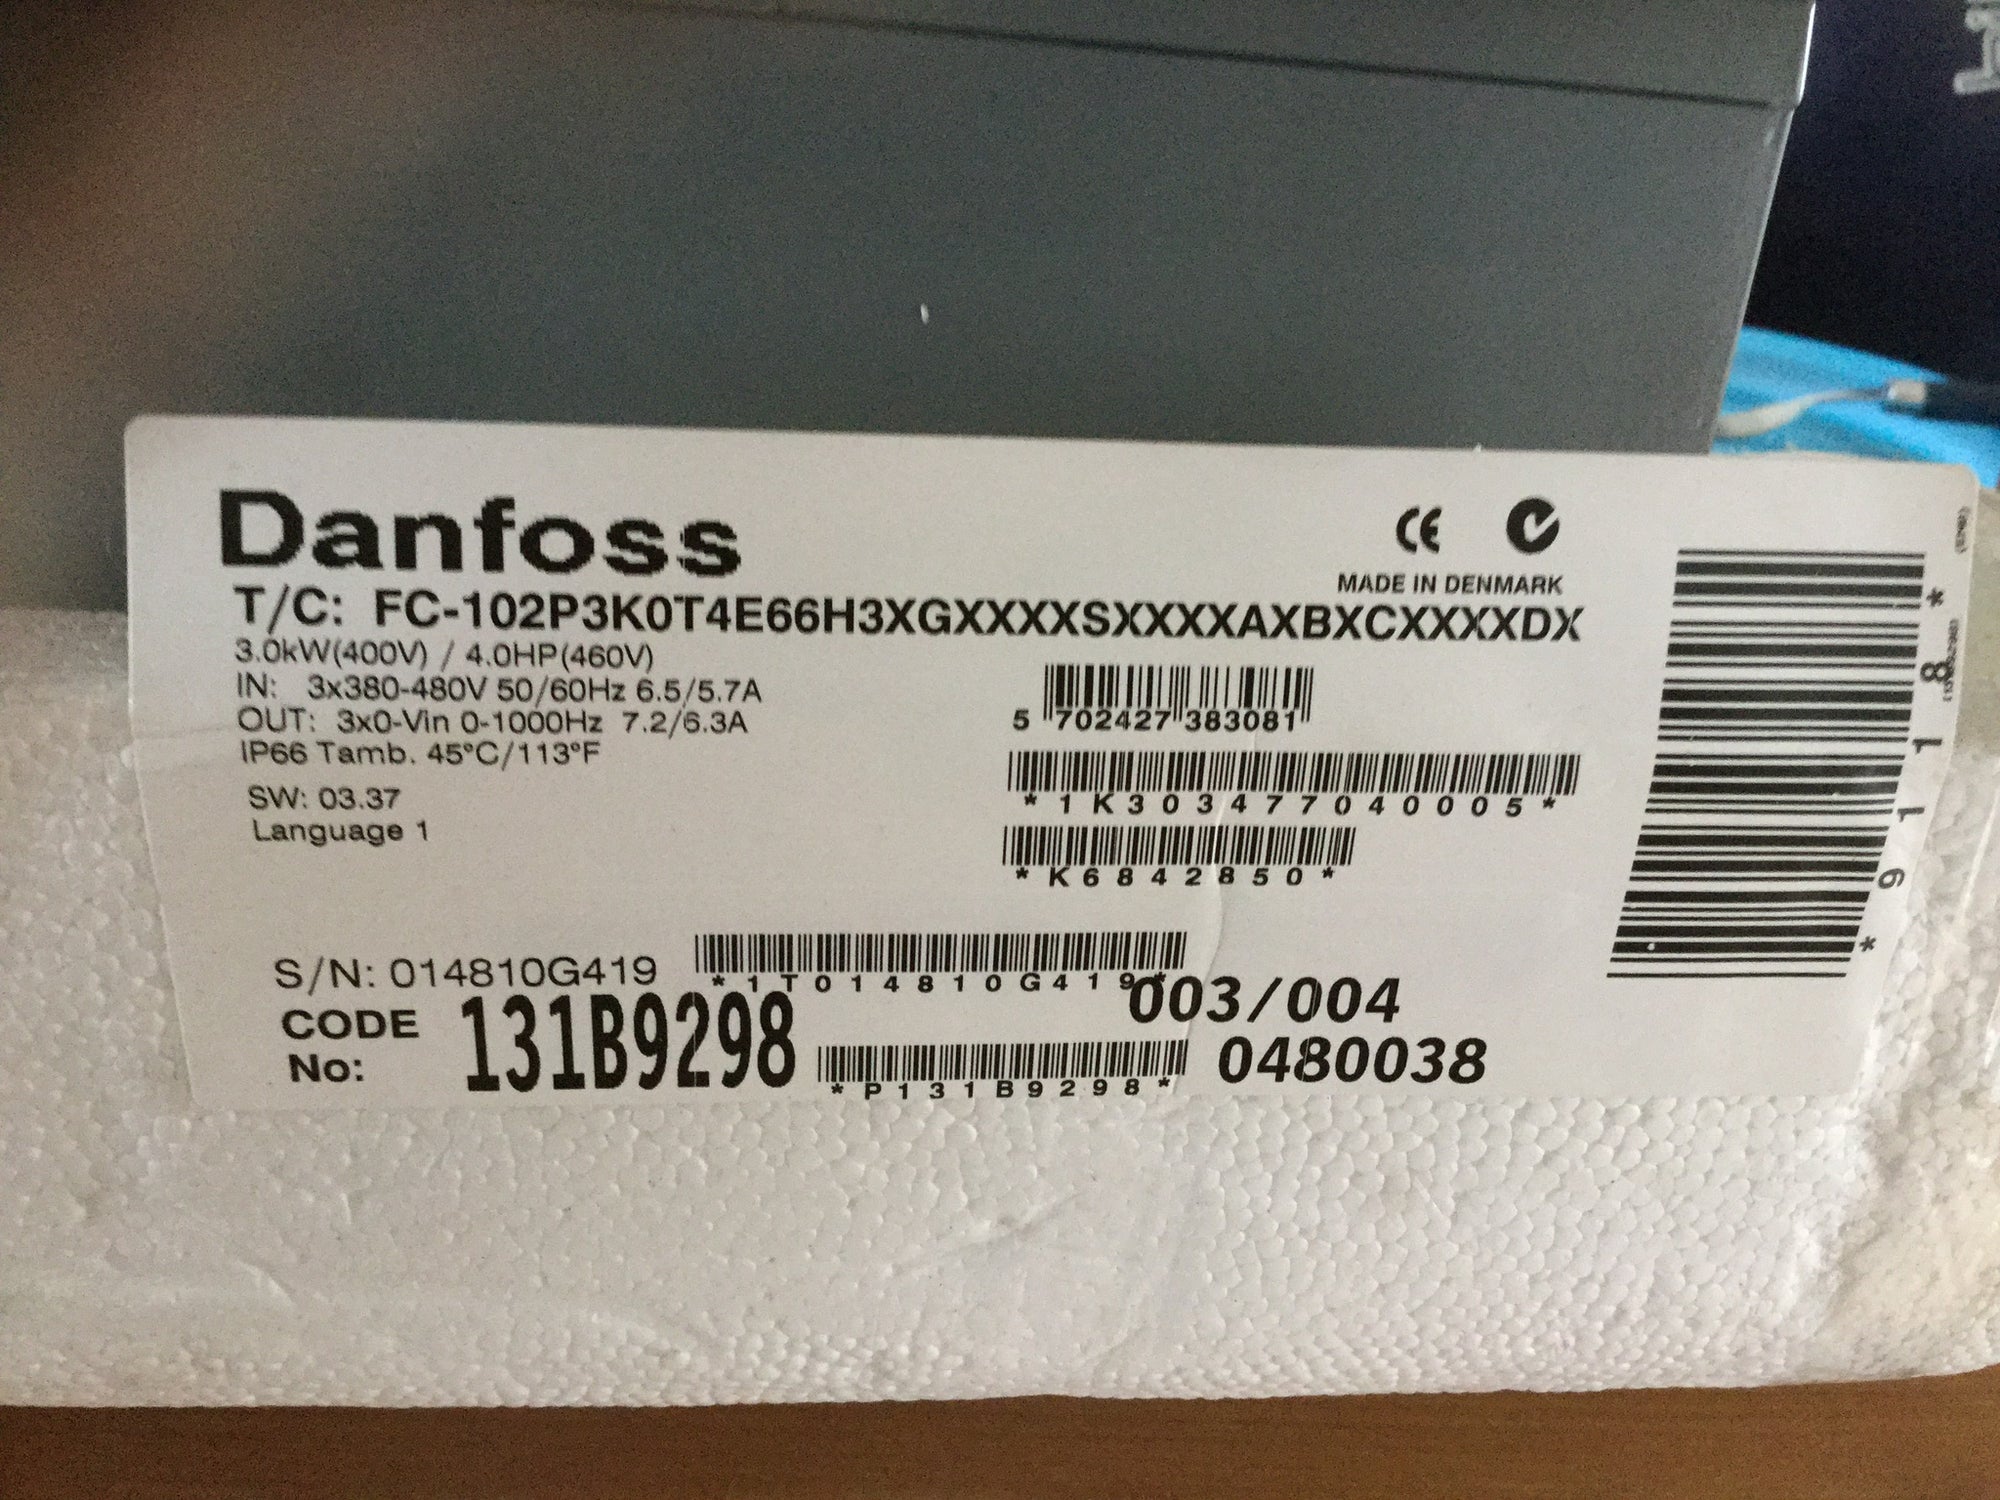 Danfoss
CE
MADE IN DENMARK
T/C: FC-102P3K0T4E66H3XGXXXXSXXXXAXBXCXXXXDX
3.0kW(400V) / 4.0HP(460V)
IN: 3x380-480V 50/60Hz 6.5/5.7A
OUT: 3x0-Vin 0-1000Hz 7.2/6.3A
IP66 Tamb. 45°C/113°F
SW: 03.37
Language 1
5 702427 383081
*1K303477040005*
*K6842850*
S/N: 014810G419
*1T014810G419*
003/004
CODE
No:
131B9298
*P131B9298*
0480038
*8119*